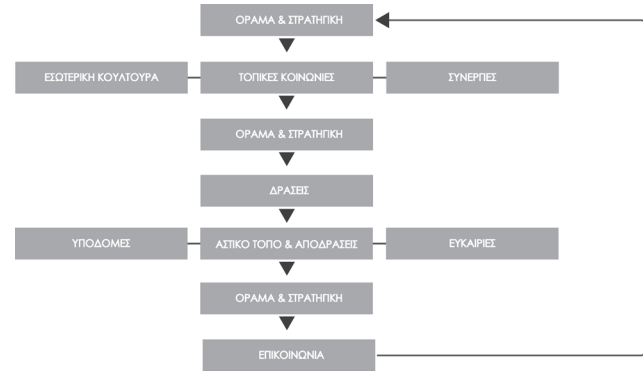 ΟΡΑΜΑ & ΣΤΡΑΤΗΓΙΚΗ
ΕΣΩΤΕΡΙΚΗ ΚΟΥΛΤΟΥΡΑ
ΤΟΠΙΚΕΣ ΚΟΙΝΩΝΙΕΣ
ΣΥΝΕΡΓΙΕΣ
ΟΡΑΜΑ & ΣΤΡΑΤΗΓΙΚΗ
ΔΡΑΣΕΙΣ
ΥΠΟΔΟΜΕΣ
ΑΣΤΙΚΟ ΤΟΠΟ & ΑΠΟΔΡΑΣΕΙΣ
ΕΥΚΑΙΡΙΕΣ
ΟΡΑΜΑ & ΣΤΡΑΤΗΓΙΚΗ
ΕΠΙΚΟΙΝΩΝΙΑ